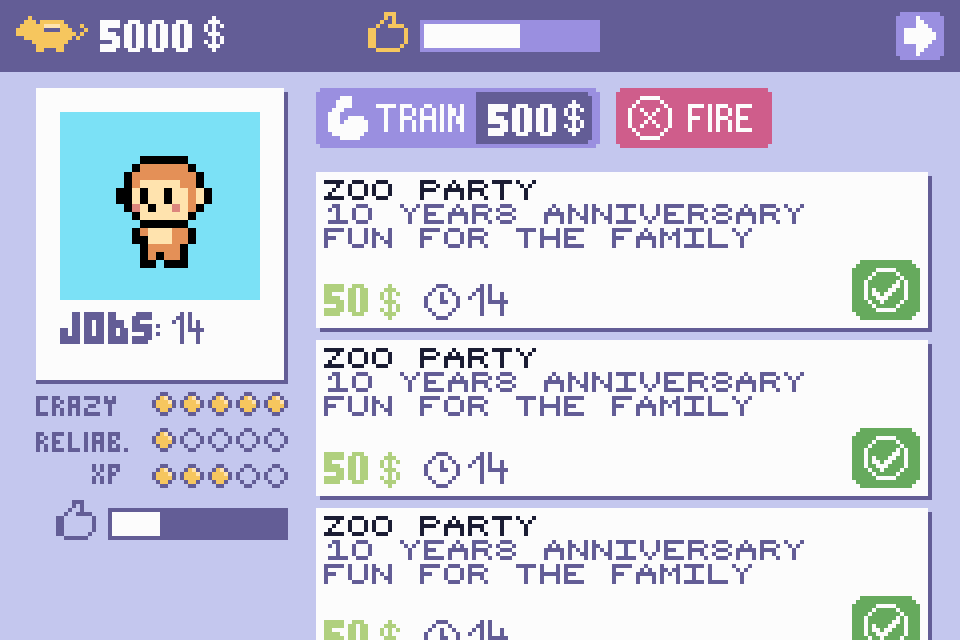 5000 $
TRAIN 500$
FIRE
JOBS: 14
CRAZY
RELIAB.
XP
ZOO PARTY
10 YEARS ANNIVERSARY
FUN FOR THE FAMILY
50 $ 14
ZOO PARTY
10 YEARS ANNIVERSARY
FUN FOR THE FAMILY
50 $ 14
ZOO PARTY
10 YEARS ANNIVERSARY
FUN FOR THE FAMILY
50 $ 14